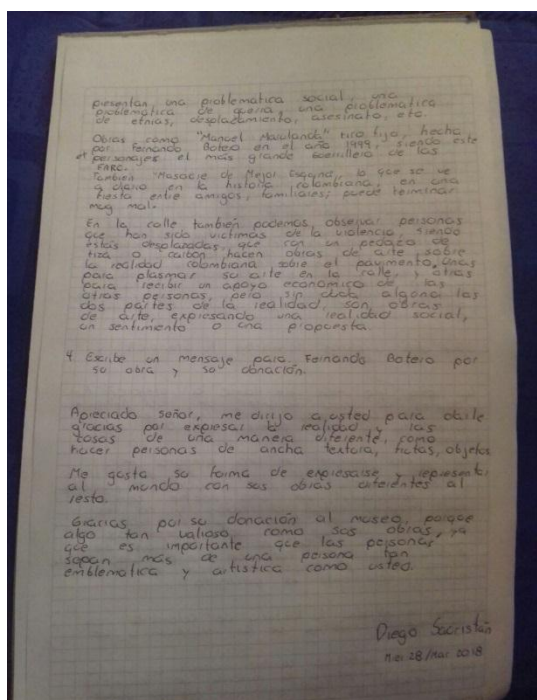 presentan, una problematica social, una
problematica de guerra, una problematica
de etnias, desplazamiento, asesinato, etc.
Obras como "Manuel Marulanda" tiro fijo, hecha
por Fernando Botero en el año 1999, siendo este
el personajes el más grande guerrillero de las
FARC.
También "Masacre de Mejor Esquina, lo que se ve
a diario en la historia colombiana, en una
fiesta entre amigos, familiares; puede terminar
muy mal.
En la calle también podemos, observar personas
que han sido victimas de la violencia, siendo
estas desplazadas, que con un pedazo de
tiza o carbón hacen obras de arte sobre
la realidad colombiana sobre el pavimento, unas
para plasmar su arte en la calle, y otras
para recibir un apoyo economico de las
otras personas, pero sin duda alguna las
dos partes de la realidad, son obras
de arte, expresando una realidad social,
un sentimiento o una propuesta.
4. Escribe un mensaje para Fernando Botero por
su obra y su donación.
Apreciado señor, me dirijo a usted para darle
gracias por expresar la realidad y las
cosas de una manera diferente, como
hacer personas de ancha textura, frutas, objetos
Me gusta su forma de expresarse y representar
al mundo con sus obras diferentes al
resto.
Gracias por su donación al museo, porque
algo tan valioso como sus obras, ya
que es importante que las personas
sepan más de una persona tan
emblematica y artistica como usted.
Diego Sacristán
28/Mar 2018